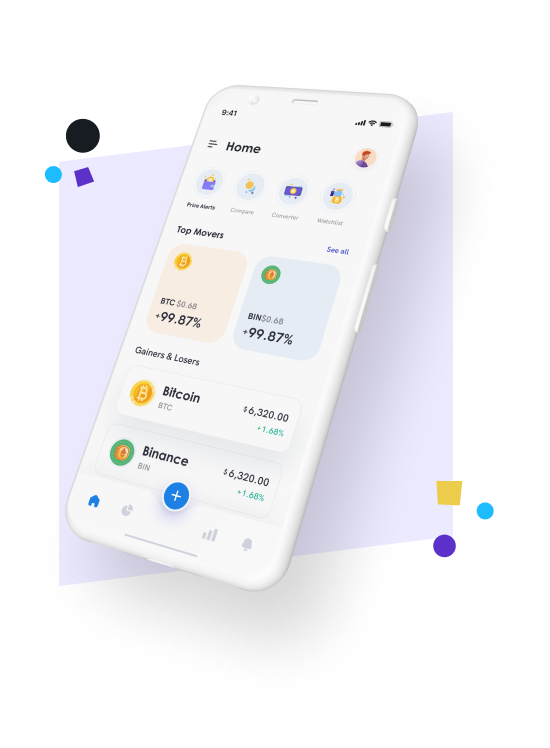 9:41
Home
Price Alerts
Compare
Converter
Watchlist
Top Movers
See all
BTC $0.68
+99.87%
BIN$0.68
+99.87%
Gainers & Losers
Bitcoin
BTC
$6,320.00
+1.68%
Binance
BIN
$6,320.00
+1.68%